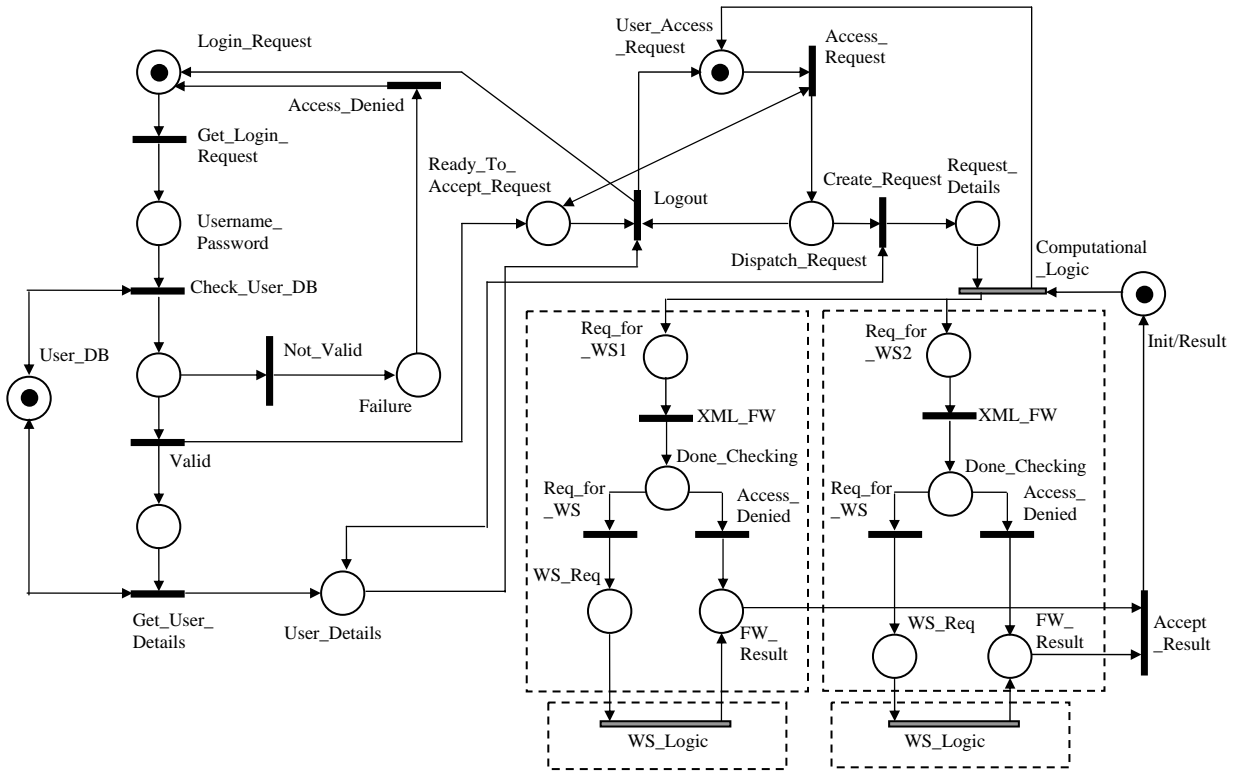 Login_Request
Access_Denied
Get_Login_
Request
Username_
Password
Check_User_DB
User_DB
Not_Valid
Failure
Valid
Get_User_
Details
User_Details
User_Access
_Request
Access_
Request
Ready_To_
Accept_Request
Logout
Create_Request
Request_
Details
Dispatch_Request
Computational
_Logic
Init/Result
Req_for
_WS1
XML_FW
Done_Checking
Req_for
_WS
Access_
Denied
WS_Req
FW_
Result
WS_Logic
Req_for
_WS2
XML_FW
Done_Checking
Req_for
_WS
Access_
Denied
WS_Req
FW_
Result
WS_Logic
Accept
_Result